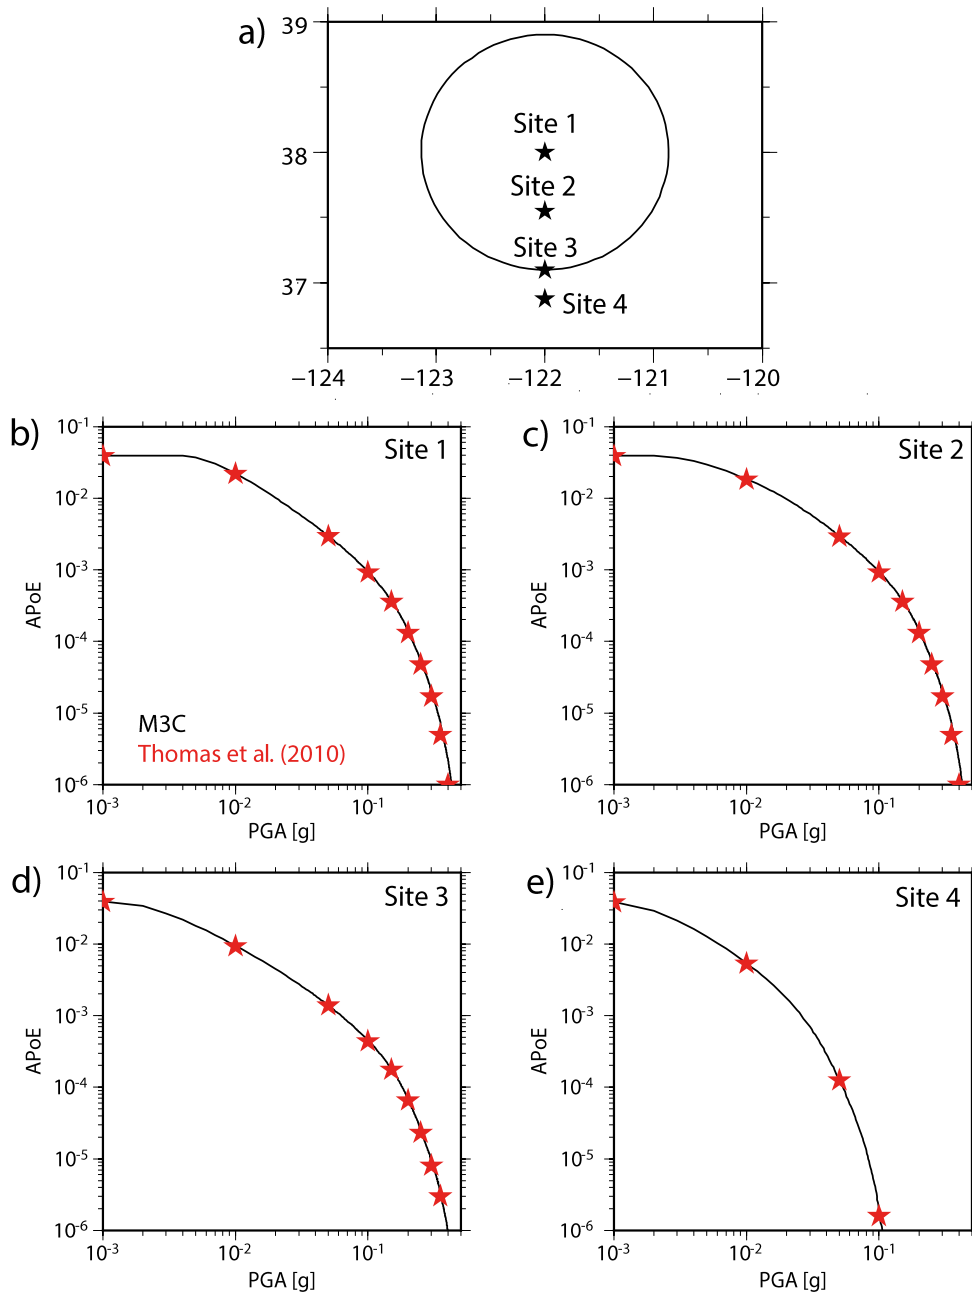 a)
39
38
37
Site 1
Site 2
Site 3
Site 4
−124
−123
−122
−121
−120
b)
Site 1
10-1
10-2
10-3
10-4
10-5
10-6
APoE
M3C
Thomas et al. (2010)
10-3
10-2
10-1
PGA [g]
c)
Site 2
10-1
10-2
10-3
10-4
10-5
10-6
APoE
10-3
10-2
10-1
PGA [g]
d)
Site 3
10-1
10-2
10-3
10-4
10-5
10-6
APoE
10-3
10-2
10-1
PGA [g]
e)
Site 4
10-1
10-2
10-3
10-4
10-5
10-6
APoE
10-3
10-2
10-1
PGA [g]